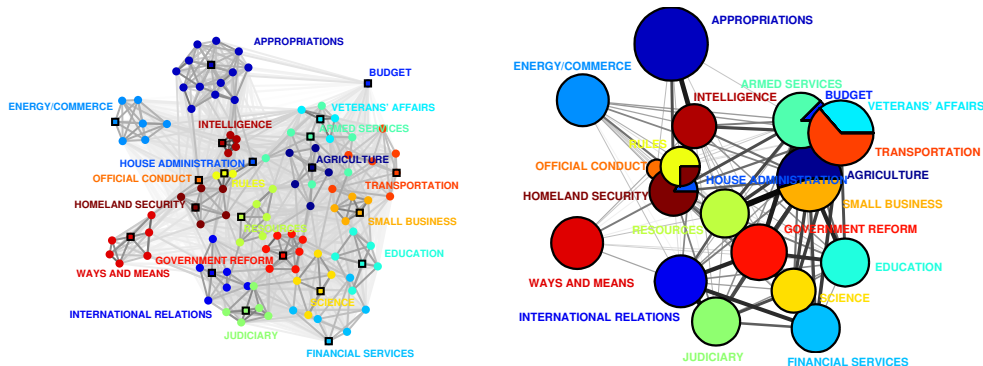 APPROPRIATIONS
BUDGET
ENERGY/COMMERCE
VETERANS' AFFAIRS
INTELLIGENCE
ARMED SERVICES
HOUSE ADMINISTRATION
AGRICULTURE
OFFICIAL CONDUCT
RULES
TRANSPORTATION
HOMELAND SECURITY
SMALL BUSINESS
RESOURCES
GOVERNMENT REFORM
EDUCATION
WAYS AND MEANS
SCIENCE
INTERNATIONAL RELATIONS
JUDICIARY
FINANCIAL SERVICES
APPROPRIATIONS
ENERGY/COMMERCE
ARMED SERVICES
BUDGET
INTELLIGENCE
VETERANS' AFFAIRS
RULES
TRANSPORTATION
OFFICIAL CONDUCT
HOUSE ADMINISTRATION
AGRICULTURE
HOMELAND SECURITY
SMALL BUSINESS
RESOURCES
GOVERNMENT REFORM
EDUCATION
WAYS AND MEANS
SCIENCE
INTERNATIONAL RELATIONS
JUDICIARY
FINANCIAL SERVICES